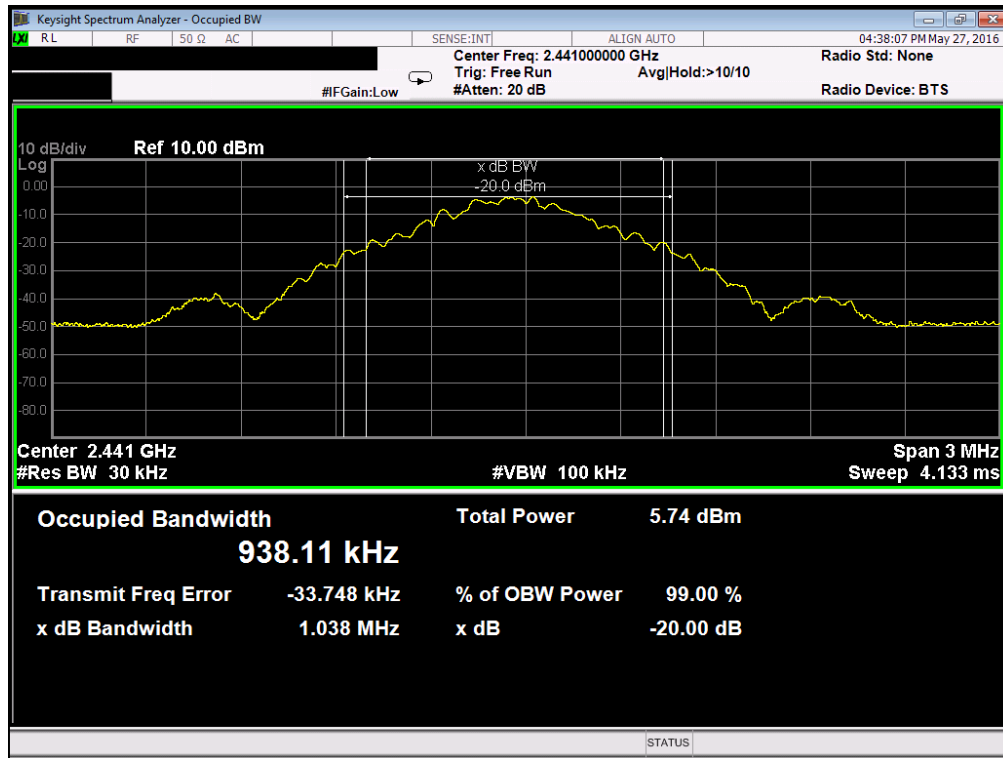 Keysight Spectrum Analyzer - Occupied BW
LXI RL RF 50 Ω AC SENSE:INT ALIGN AUTO 04:38:07 PM May 27, 2016
Center Freq: 2.441000000 GHz Radio Std: None
Trig: Free Run Avg|Hold:>10/10
#IFGain:Low #Atten: 20 dB Radio Device: BTS
10 dB/div Ref 10.00 dBm
Log
x dB BW
0.00
-20.0 dBm
-10.0
-20.0
-30.0
-40.0
-50.0
-60.0
-70.0
-80.0
Center 2.441 GHz Span 3 MHz
#Res BW 30 kHz #VBW 100 kHz Sweep 4.133 ms
Occupied Bandwidth Total Power 5.74 dBm
938.11 kHz
Transmit Freq Error -33.748 kHz % of OBW Power 99.00 %
x dB Bandwidth 1.038 MHz x dB -20.00 dB
STATUS